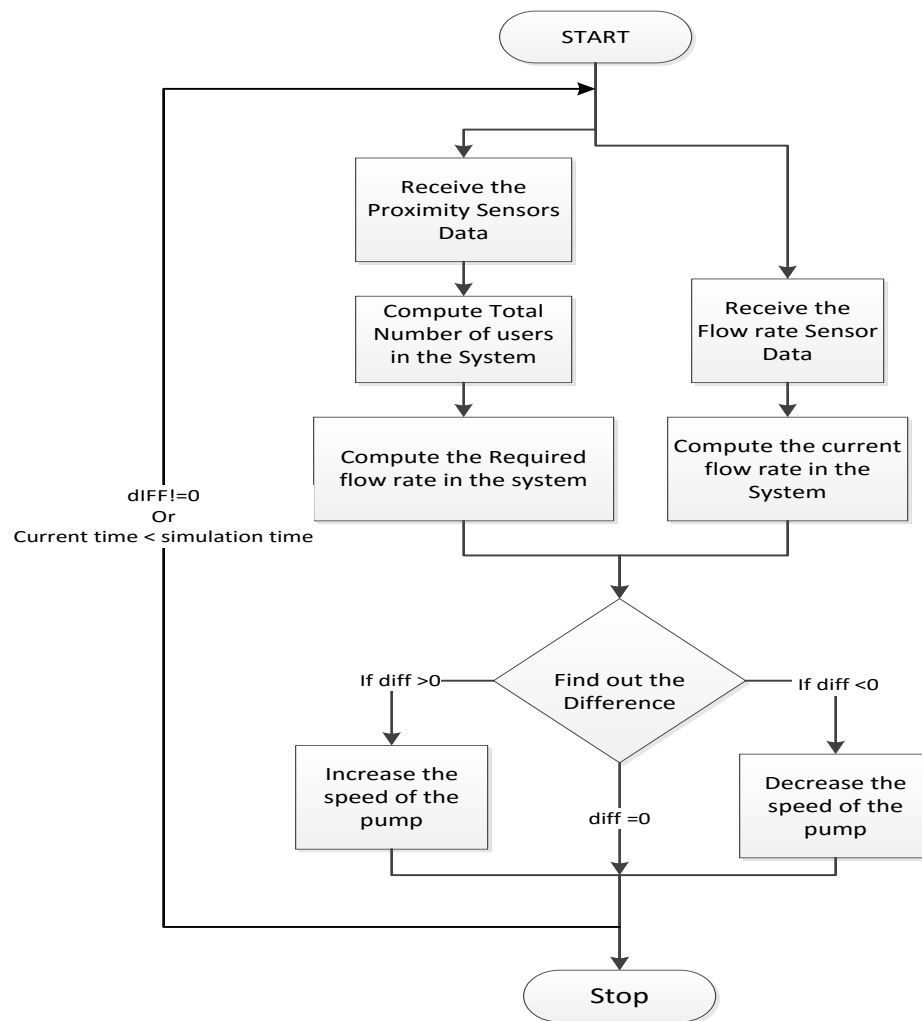 START
Receive the
Proximity Sensors
Data
Compute Total
Number of users
in the System
Receive the
Flow rate Sensor
Data
Compute the Required
flow rate in the system
Compute the current
flow rate in the
System
dIFF!=0
Or
Current time < simulation time
Find out the
Difference
If diff >0
If diff <0
Increase the
speed of the
pump
diff =0
Decrease the
speed of the
pump
Stop